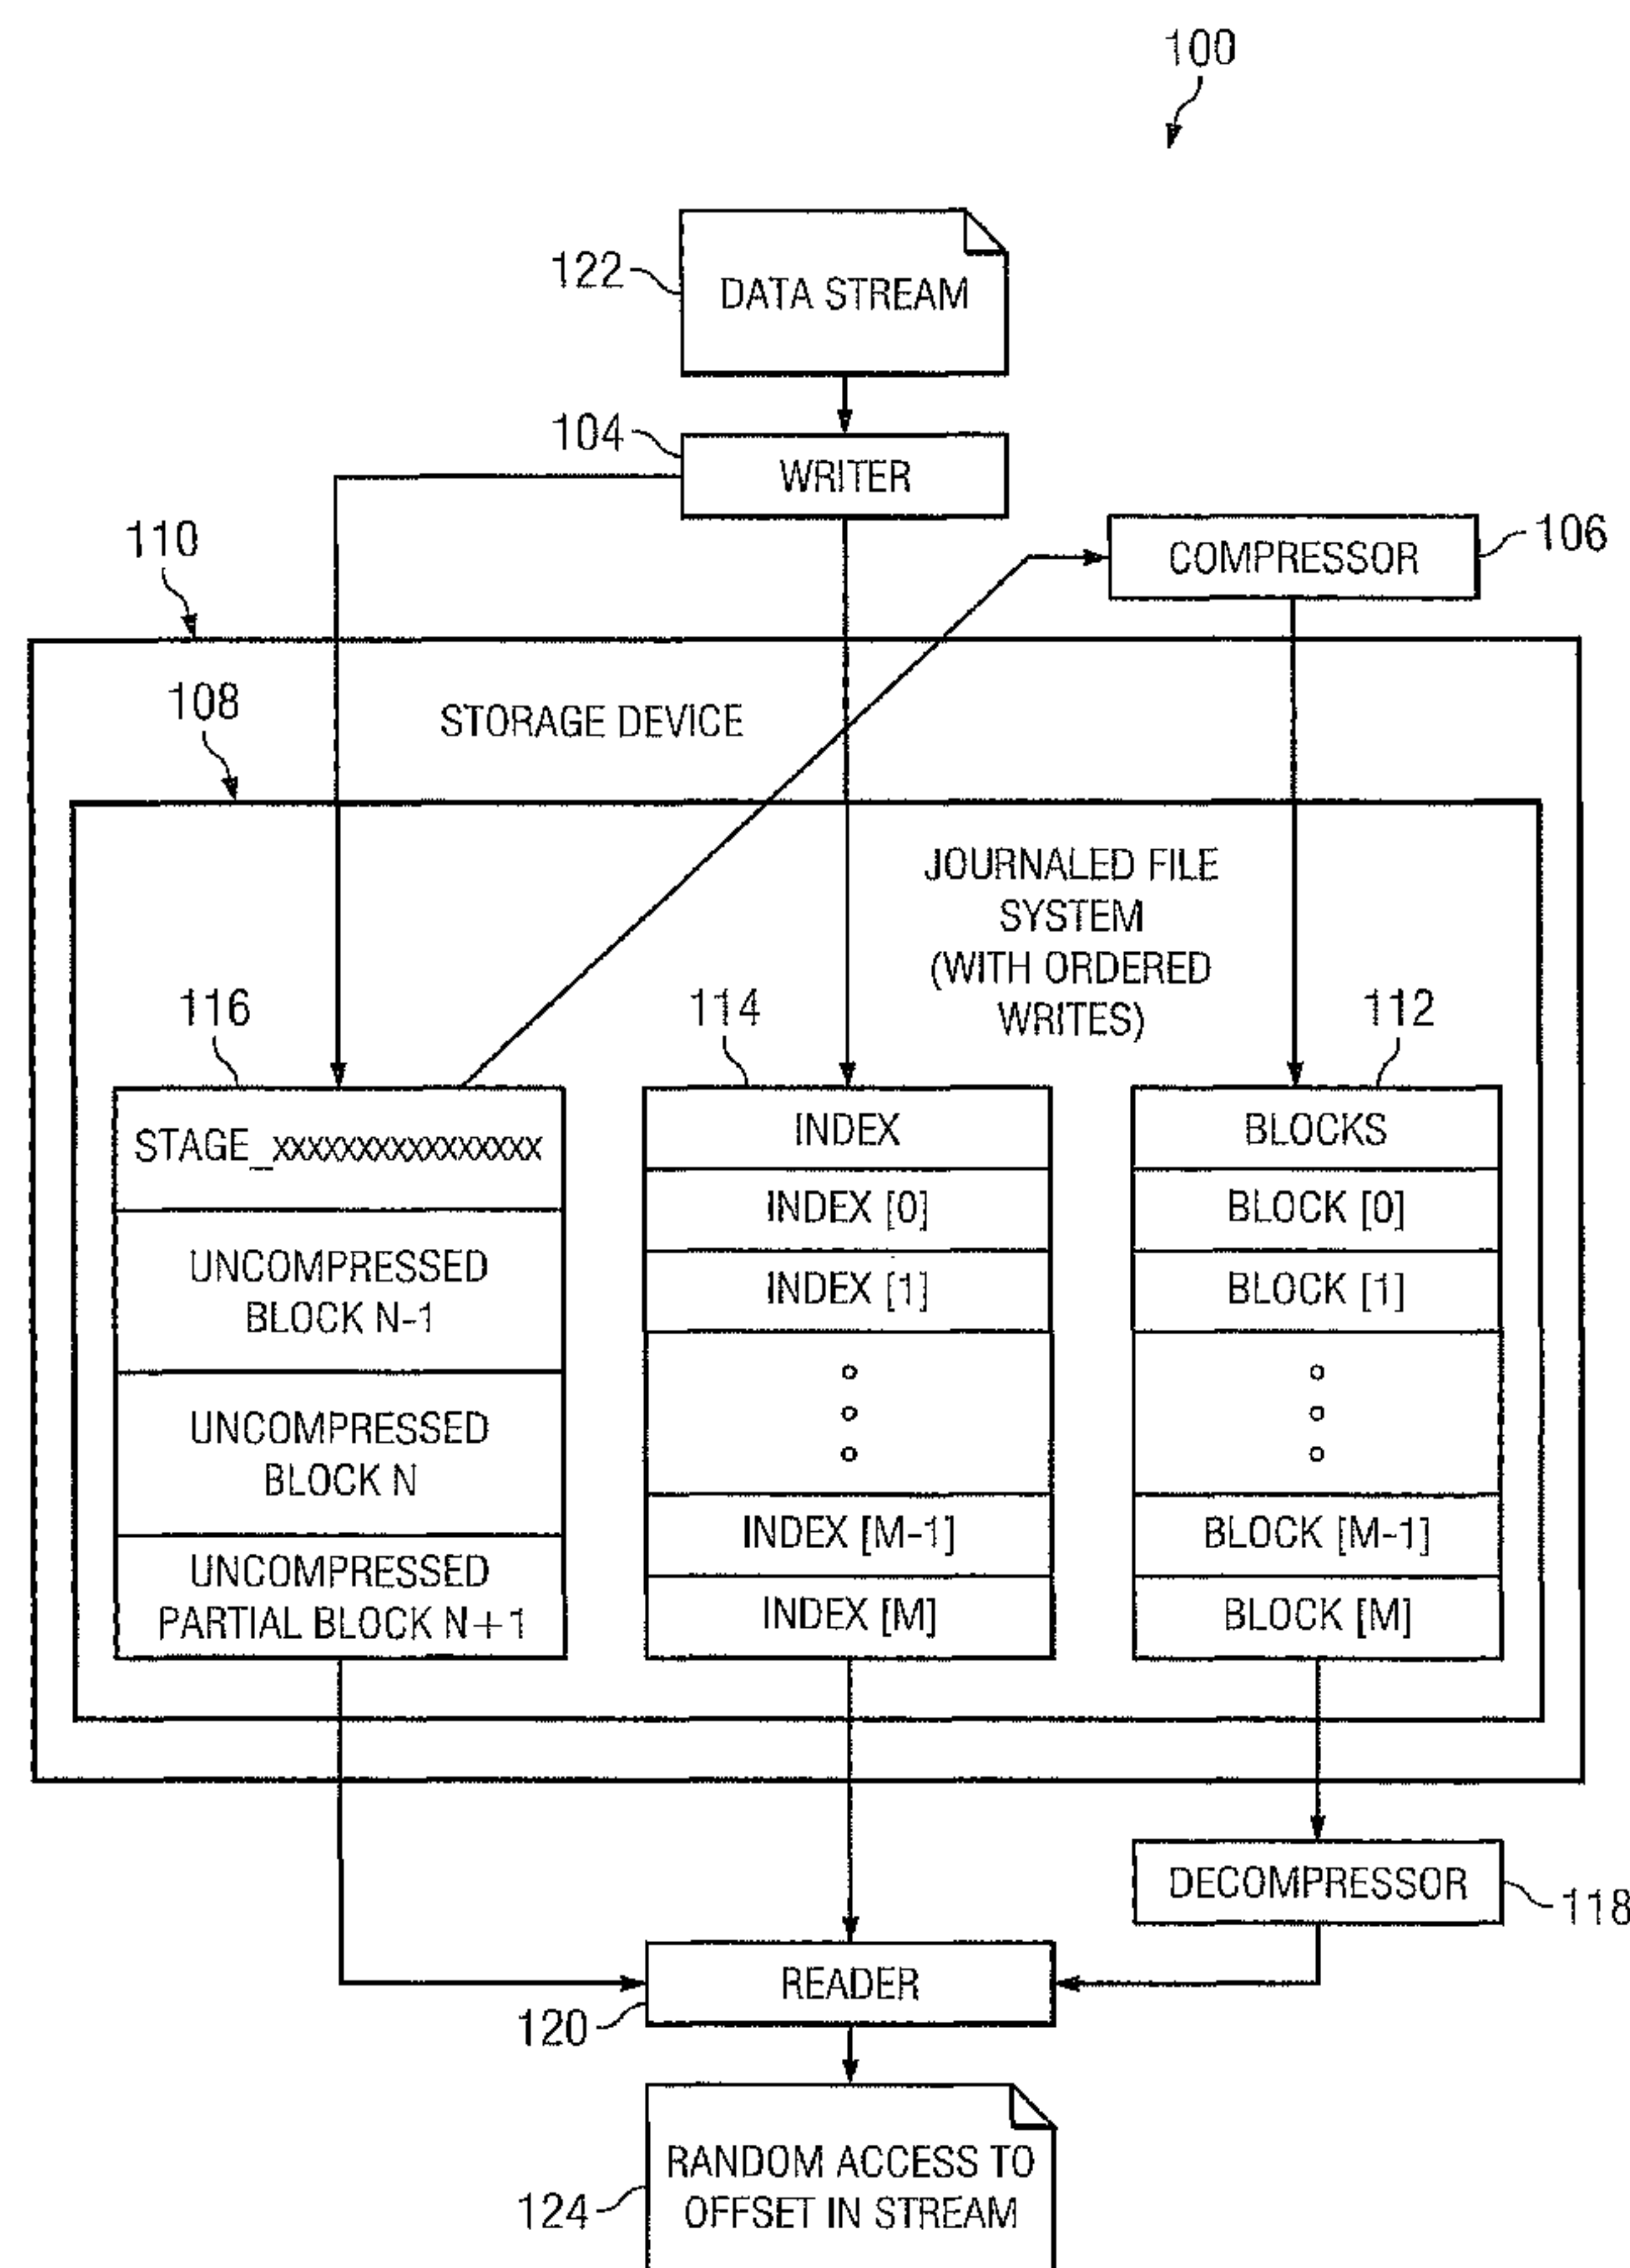 100
122
DATA STREAM
104
WRITER
110
COMPRESSOR
106
108
STORAGE DEVICE
JOURNALED FILE
SYSTEM
(WITH ORDERED
WRITES)
116
114
112
STAGE_XXXXXXXXXXXXXXXX
INDEX
BLOCKS
INDEX [0]
BLOCK [0]
UNCOMPRESSED
BLOCK N-1
INDEX [1]
BLOCK [1]
UNCOMPRESSED
BLOCK N
INDEX [M-1]
BLOCK [M-1]
UNCOMPRESSED
PARTIAL BLOCK N+1
INDEX [M]
BLOCK [M]
DECOMPRESSOR
118
READER
120
RANDOM ACCESS TO
OFFSET IN STREAM
124